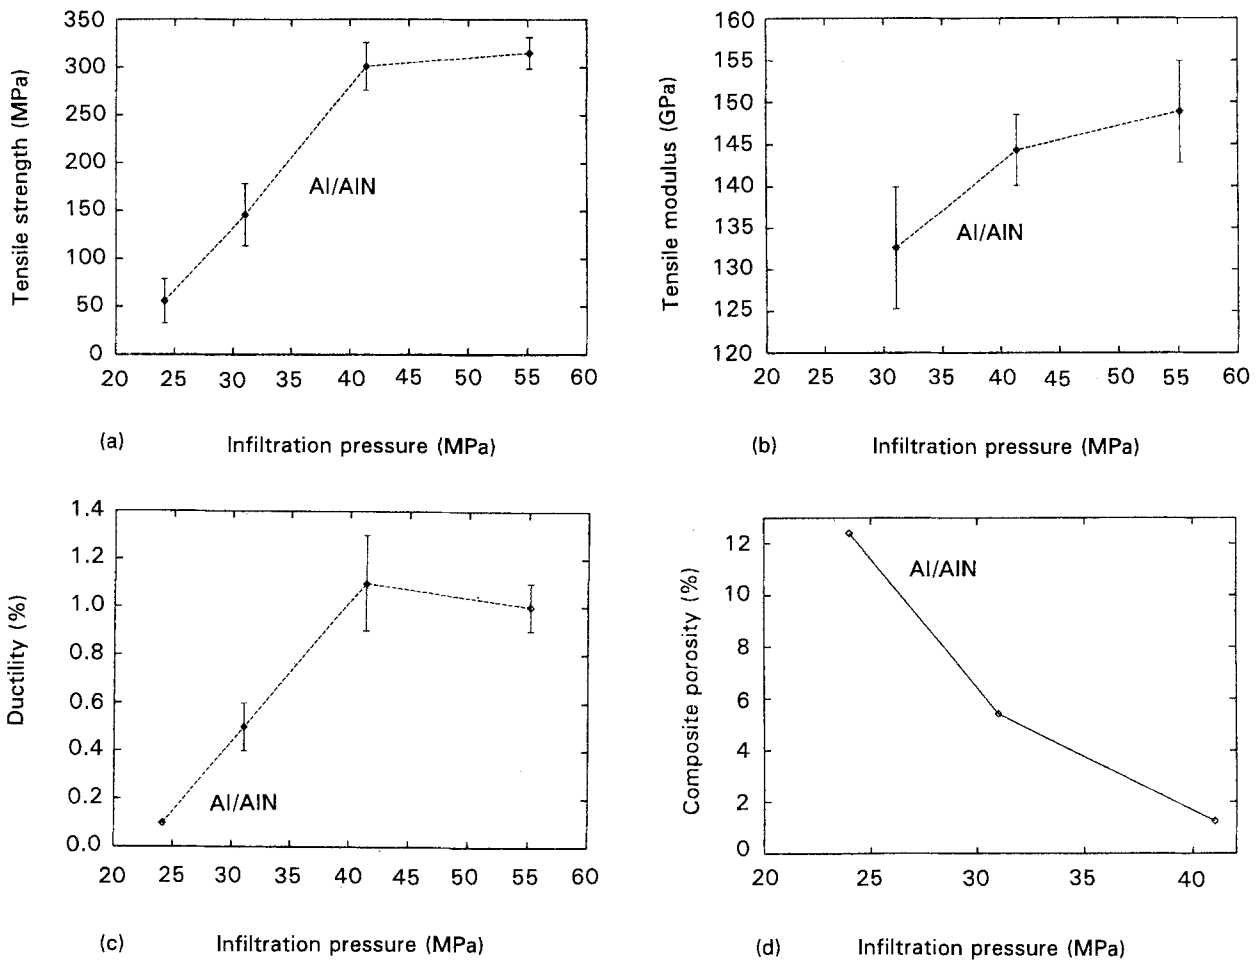 350
300
250
200
150
100
50
0
Tensile strength (MPa)
Al/AlN
20 25 30 35 40 45 50 55 60
(a) Infiltration pressure (MPa)
160
155
150
145
140
135
130
125
120
Tensile modulus (GPa)
Al/AlN
20 25 30 35 40 45 50 55 60
(b) Infiltration pressure (MPa)
1.4
1.2
1.0
0.8
0.6
0.4
0.2
0.0
Ductility (%)
Al/AlN
20 25 30 35 40 45 50 55 60
(c) Infiltration pressure (MPa)
12
10
8
6
4
2
0
Composite porosity (%)
Al/AlN
20 25 30 35 40
(d) Infiltration pressure (MPa)